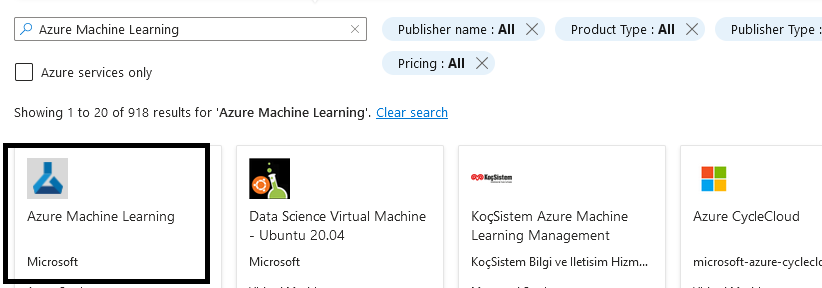 Azure Machine Learning
Publisher name : All
Product Type : All
Publisher Type :
Pricing : All
Azure services only
Showing 1 to 20 of 918 results for 'Azure Machine Learning'. Clear search
KoçSistem
Azure Machine Learning
Microsoft
Data Science Virtual Machine
- Ubuntu 20.04
Microsoft
KoçSistem Azure Machine
Learning Management
KoçSistem Bilgi ve Iletisim Hizm...
Azure CycleCloud
microsoft-azure-cycleclo